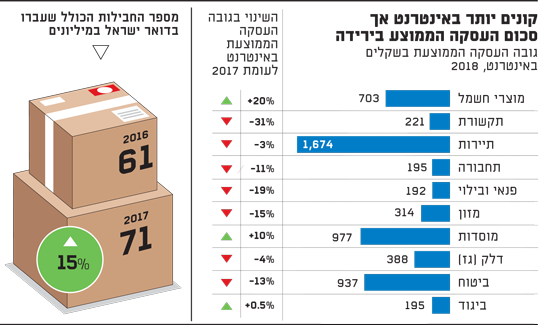 קונים יותר באינטרנט אך
סכום העסקה הממוצע בירידה
גובה העסקה הממוצעת בשקלים
באינטרנט, 2018
השינוי בגובה
העסקה
הממוצעת
באינטרנט
לעומת 2017
מוצרי חשמל 703 +20%
תקשורת 221 -31%
תיירות 1,674 -3%
תחבורה 195 -11%
פנאי ובילוי 192 -19%
מזון 314 -15%
מוסדות 977 +10%
דלק (גז) 388 -4%
ביטוח 937 -13%
ביגוד 195 +0.5%
מספר החבילות הכולל שעברו
בדואר ישראל במיליונים
2016
61
2017
71
15%